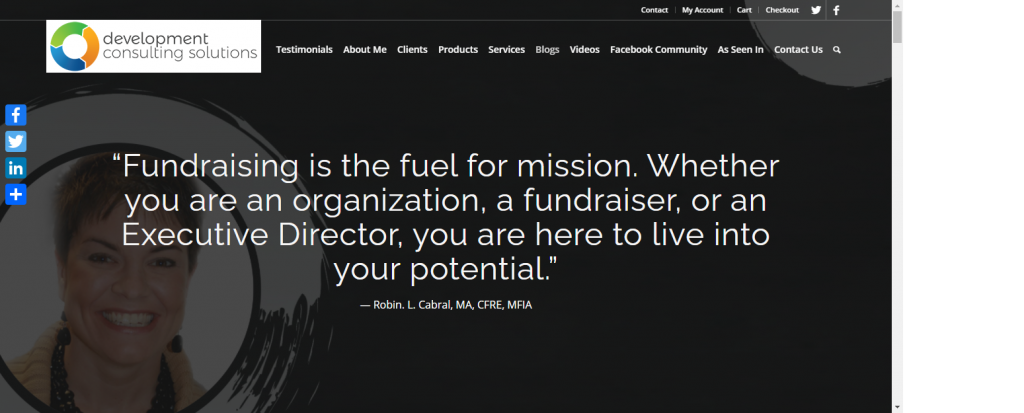 Contact
My Account
Cart
Checkout
development
consulting solutions
Testimonials
About Me
Clients
Products
Services
Blogs
Videos
Facebook Community
As Seen In
Contact Us
“Fundraising is the fuel for mission. Whether
you are an organization, a fundraiser, or an
Executive Director, you are here to live into
your potential.”
— Robin. L. Cabral, MA, CFRE, MFIA